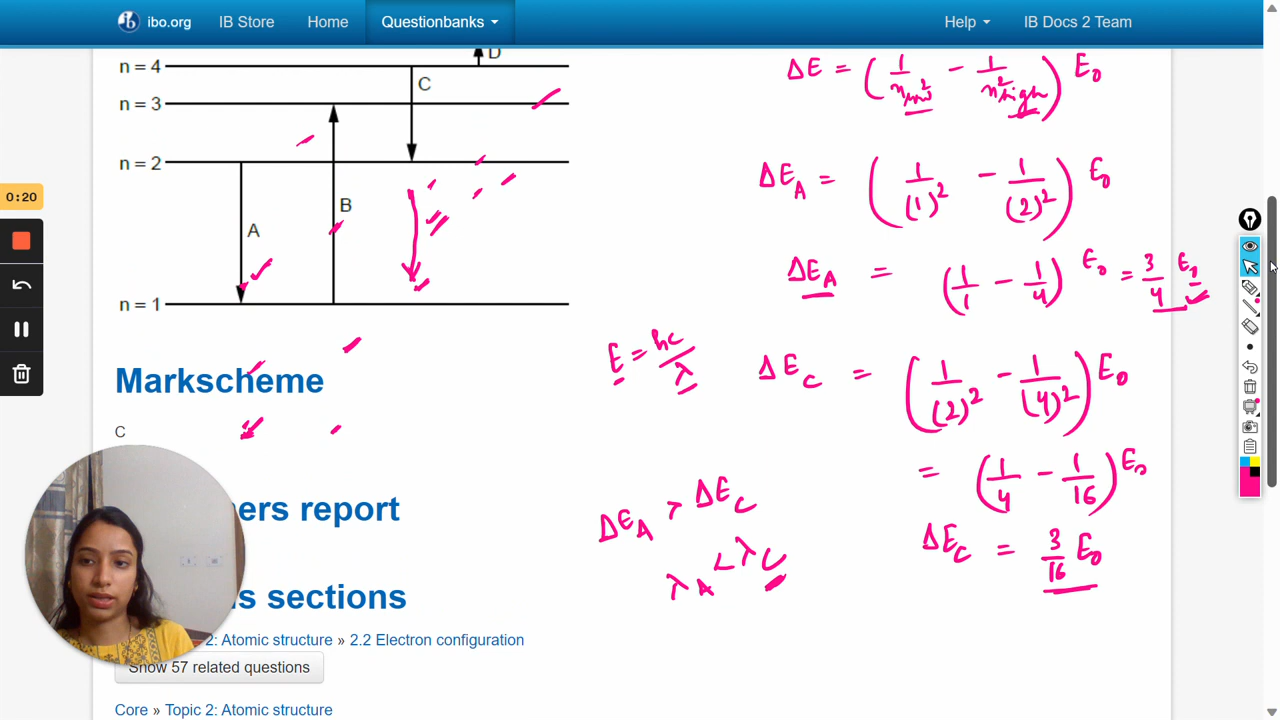 ibo.org IB Store Home Questionbanks Help IB Docs 2 Team
D
n = 4
C
n = 3
n = 2
B
A
n = 1
0:20
ΔE = (1/n_low² − 1/n²_high) E₀
ΔE_A = (1/(1)² − 1/(2)²) E₀
ΔE_A = (1/1 − 1/4) E₀ = 3/4 E₀
E = hc/λ
ΔE_C = (1/(2)² − 1/(4)²) E₀
= (1/4 − 1/16) E₀
ΔE_C = 3/16 E₀
ΔE_A > ΔE_C
λ_A < λ_C
Markscheme
C
ers report
s sections
2: Atomic structure » 2.2 Electron configuration
Show 57 related questions
Core » Topic 2: Atomic structure